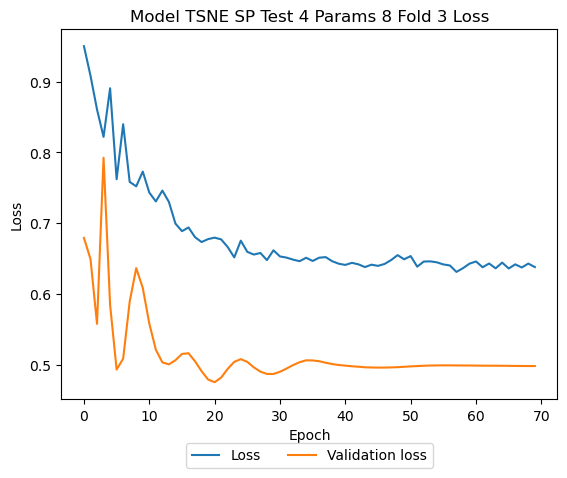 Model TSNE SP Test 4 Params 8 Fold 3 Loss
Loss
0.9
0.8
0.7
0.6
0.5
0 10 20 30 40 50 60 70
Epoch
Loss Validation loss